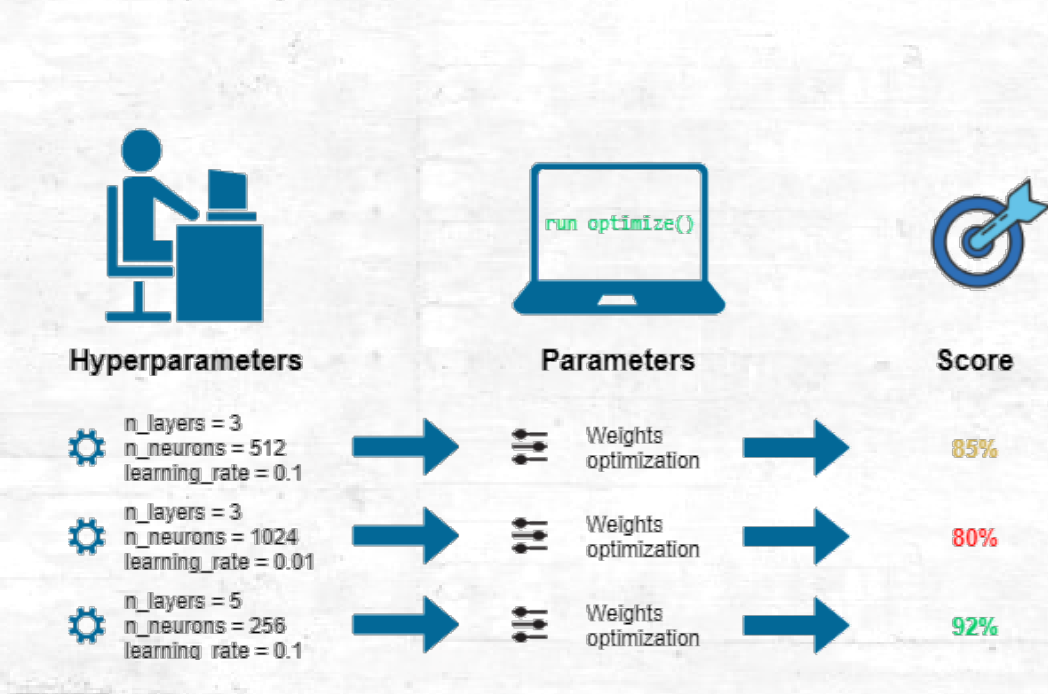 run optimize()
Hyperparameters
Parameters
Score
n_layers = 3
n_neurons = 512
learning_rate = 0.1
Weights
optimization
85%
n_layers = 3
n_neurons = 1024
learning_rate = 0.01
Weights
optimization
80%
n_layers = 5
n_neurons = 256
learning_rate = 0.1
Weights
optimization
92%